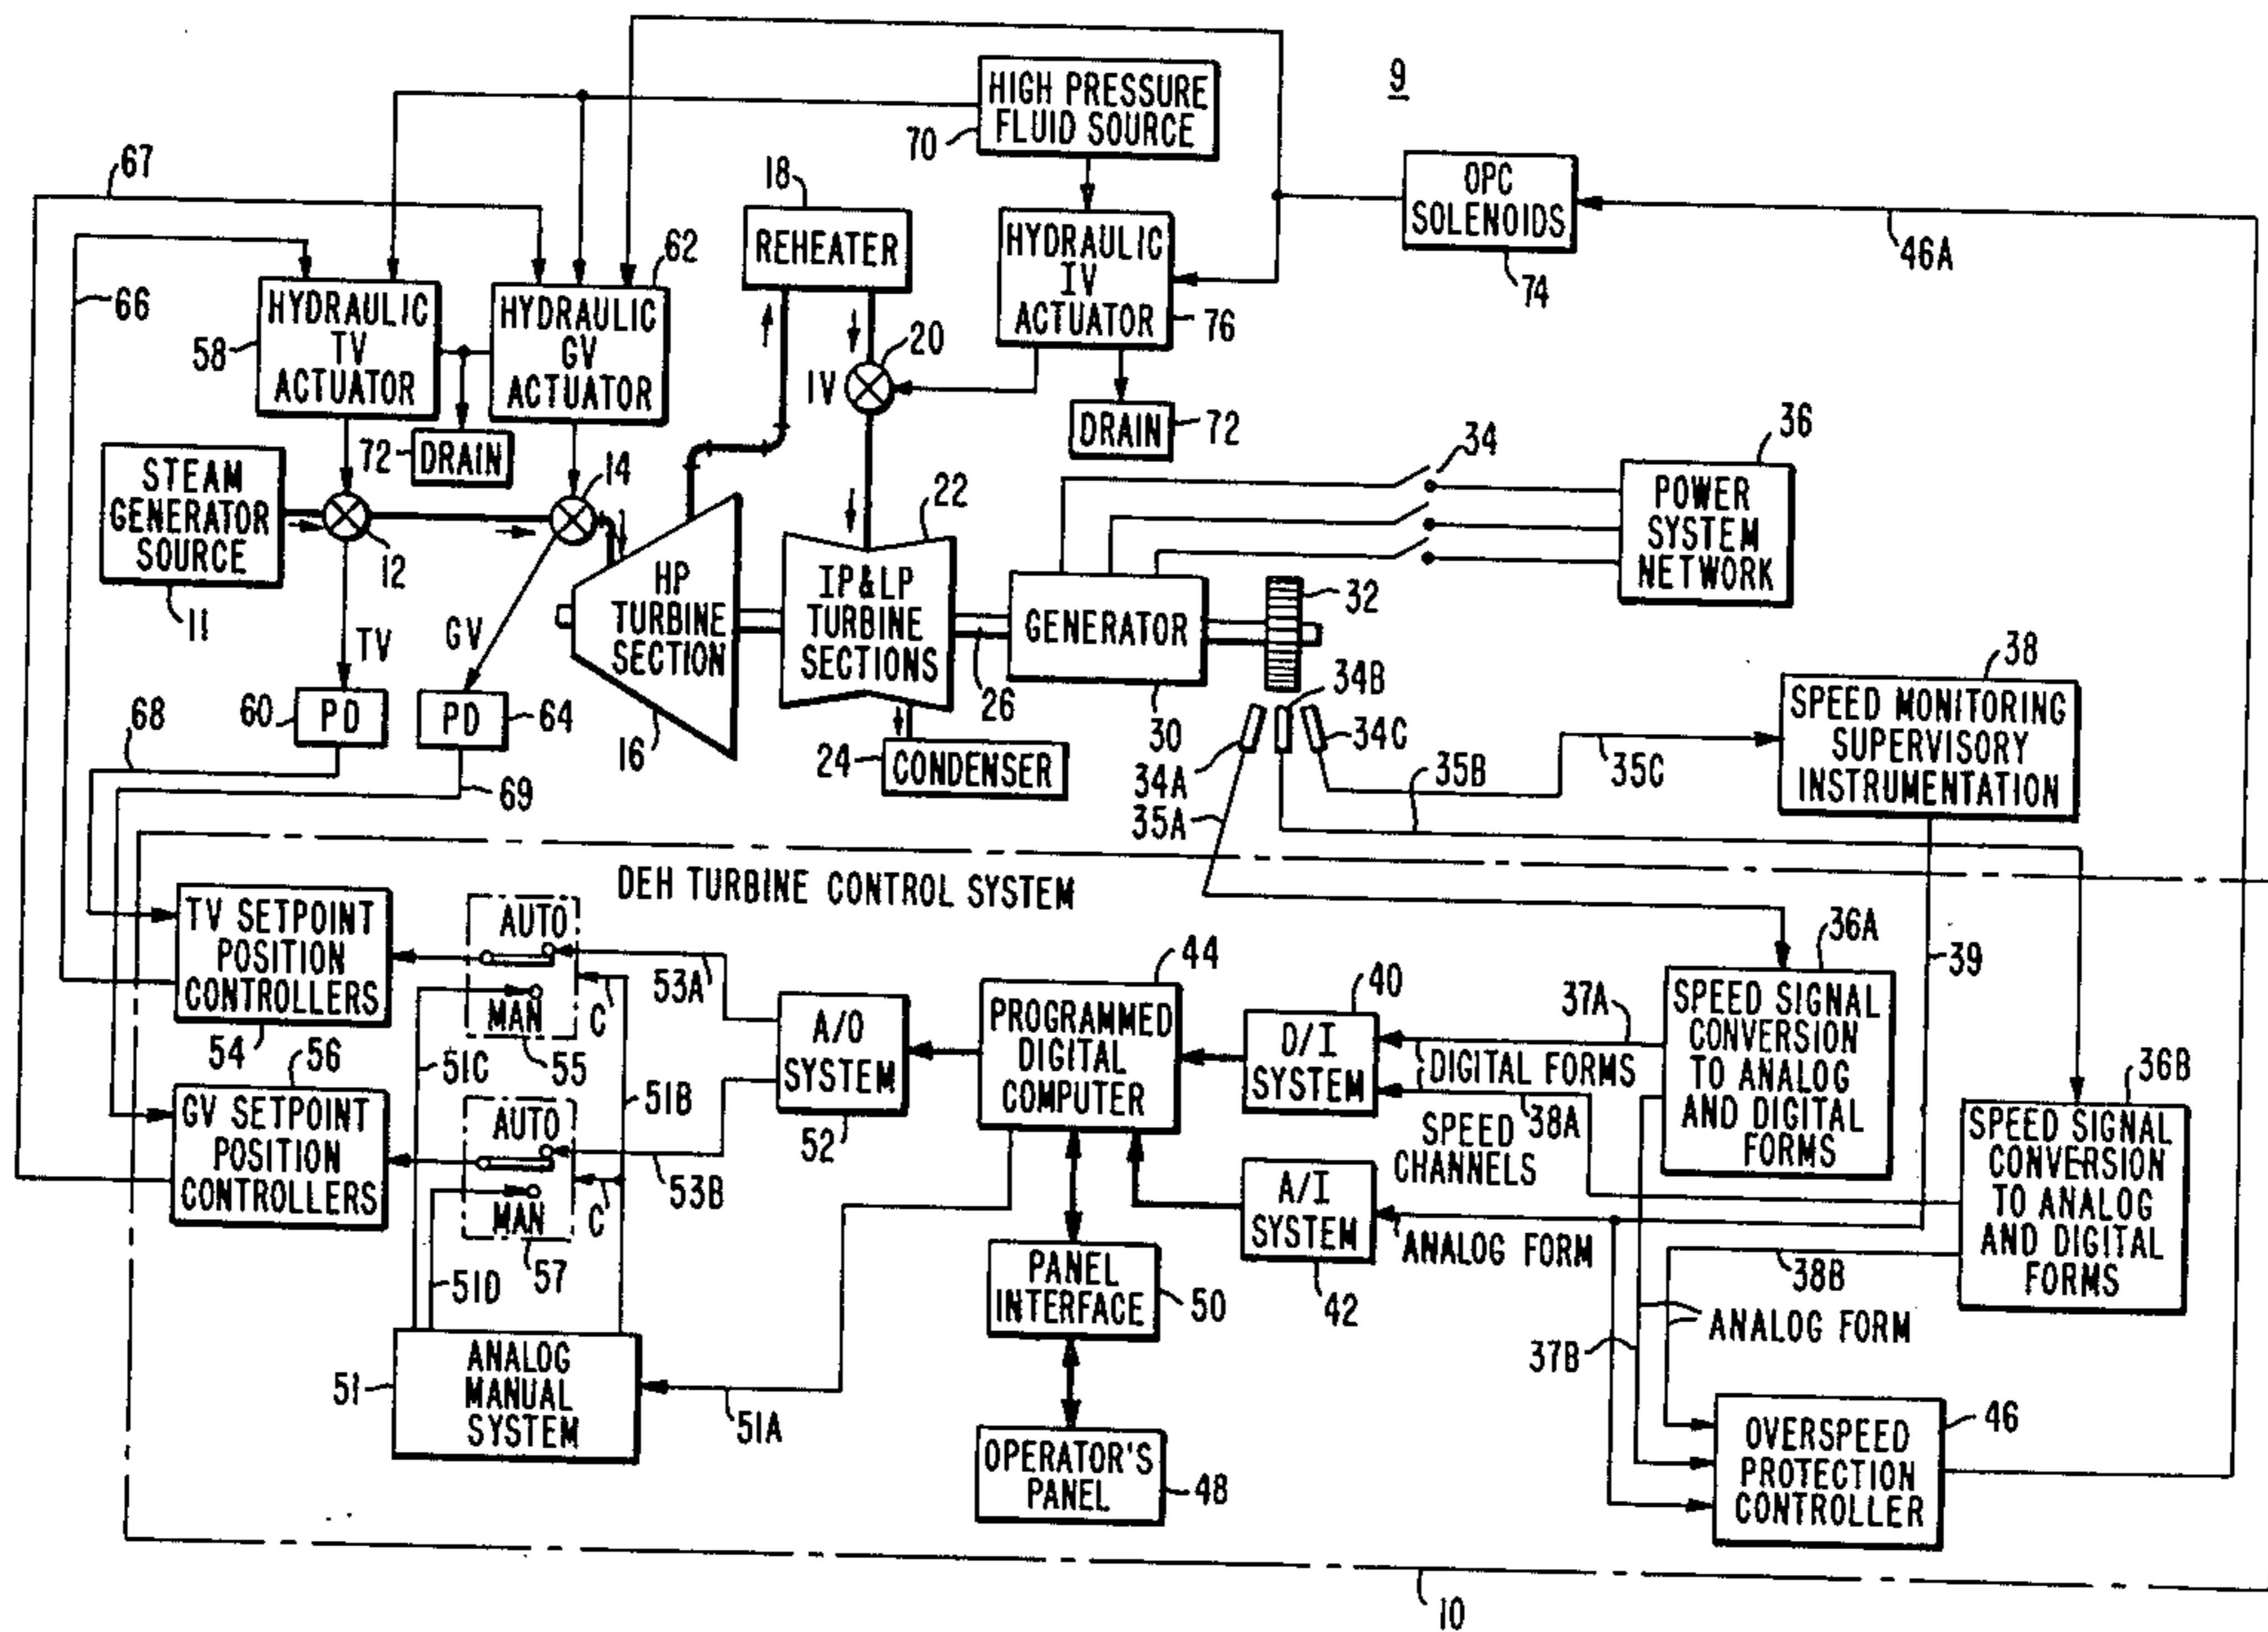 9
HIGH PRESSURE
FLUID SOURCE
70
67
18
OPC
SOLENOIDS
74
46A
REHEATER
62
HYDRAULIC
IV
ACTUATOR
76
66
HYDRAULIC
TV
ACTUATOR
58
HYDRAULIC
GV
ACTUATOR
20
IV
DRAIN
72
72
DRAIN
34
36
STEAM
GENERATOR
SOURCE
11
12
14
22
POWER
SYSTEM
NETWORK
HP
TURBINE
SECTION
16
IP&LP
TURBINE
SECTIONS
26
GENERATOR
30
32
TV
GV
34B
34A
34C
38
60
PD
PD
64
68
69
24
CONDENSER
35A
35B
35C
SPEED MONITORING
SUPERVISORY
INSTRUMENTATION
DEH TURBINE CONTROL SYSTEM
TV SETPOINT
POSITION
CONTROLLERS
54
AUTO
MAN
55
C
53A
44
36A
39
40
37A
A/O
SYSTEM
52
PROGRAMMED
DIGITAL
COMPUTER
D/I
SYSTEM
DIGITAL FORMS
SPEED SIGNAL
CONVERSION
TO ANALOG
AND DIGITAL
FORMS
36B
56
51C
51B
GV SETPOINT
POSITION
CONTROLLERS
AUTO
MAN
57
C
53B
SPEED
CHANNELS
38A
SPEED SIGNAL
CONVERSION
TO ANALOG
AND DIGITAL
FORMS
A/I
SYSTEM
42
ANALOG FORM
38B
51D
PANEL
INTERFACE
50
ANALOG FORM
37B
51
ANALOG
MANUAL
SYSTEM
51A
OPERATOR'S
PANEL
48
OVERSPEED
PROTECTION
CONTROLLER
46
10